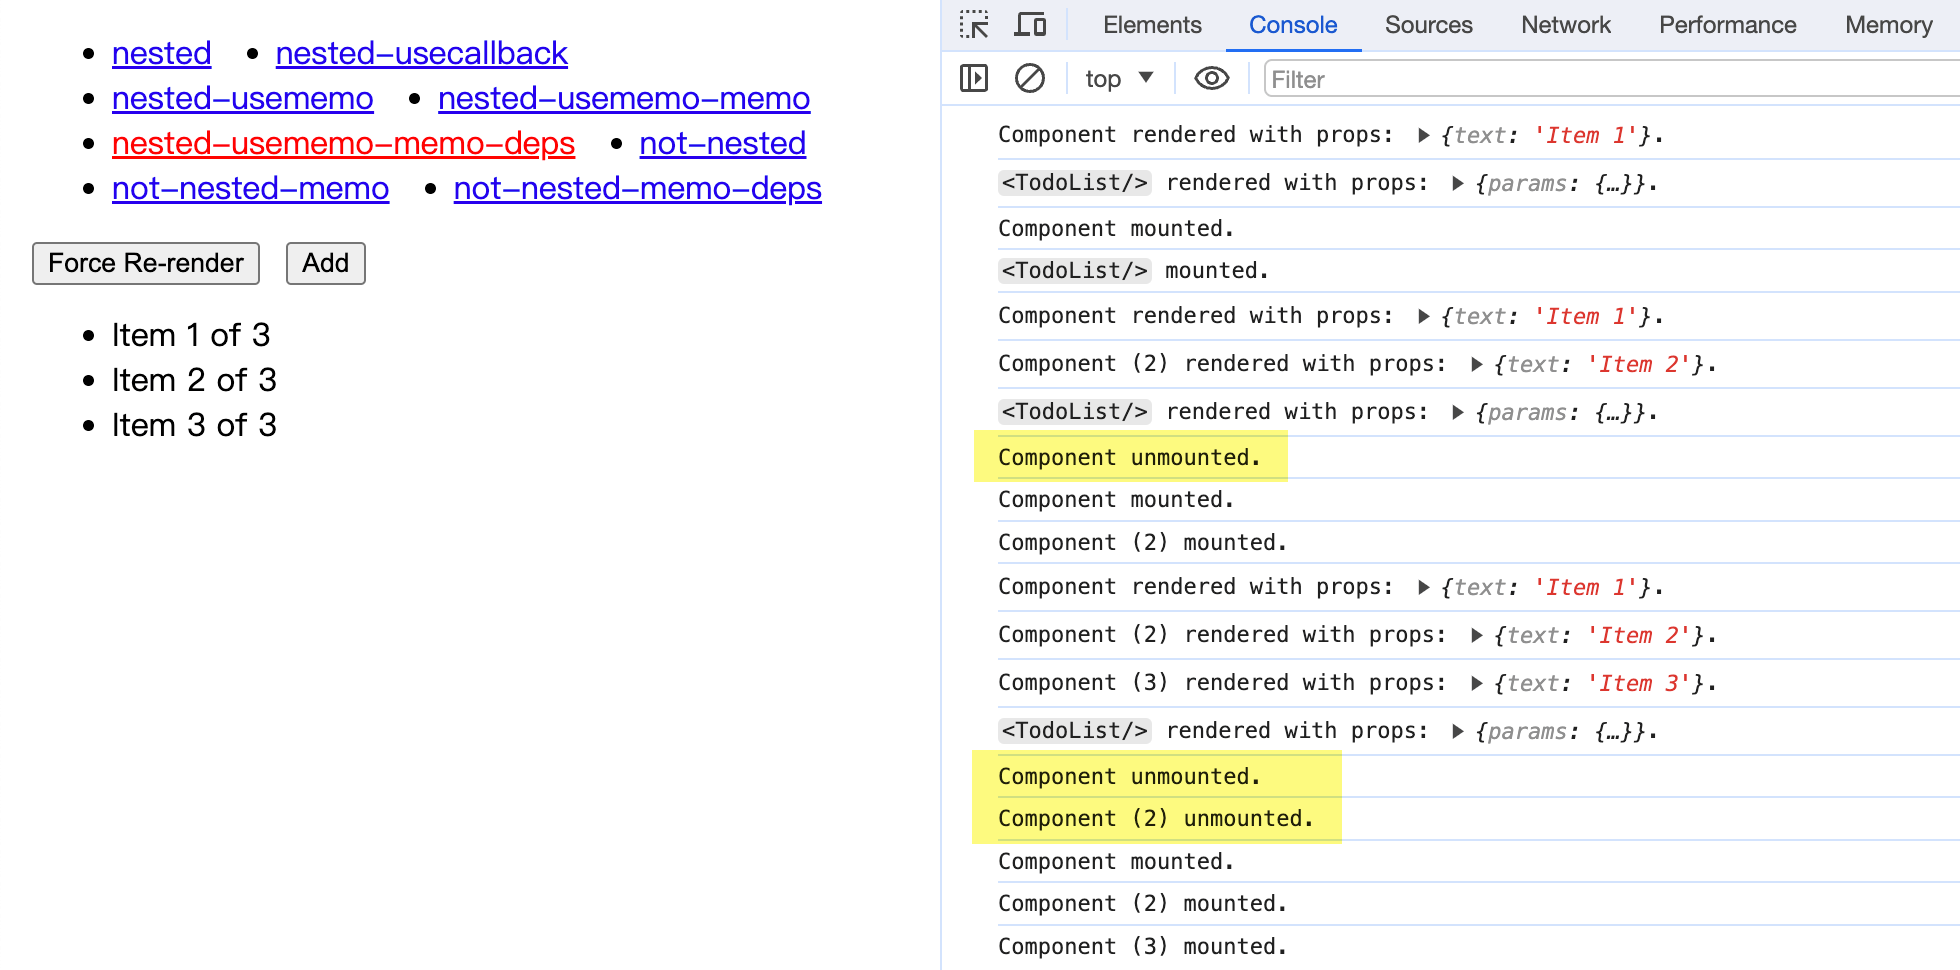 nested nested-usecallback
nested-usememo nested-usememo-memo
nested-usememo-memo-deps not-nested
not-nested-memo not-nested-memo-deps
Force Re-render Add
Item 1 of 3
Item 2 of 3
Item 3 of 3
Elements Console Sources Network Performance Memory
top Filter
Component rendered with props: {text: 'Item 1'}.
<TodoList/> rendered with props: {params: {…}}.
Component mounted.
<TodoList/> mounted.
Component rendered with props: {text: 'Item 1'}.
Component (2) rendered with props: {text: 'Item 2'}.
<TodoList/> rendered with props: {params: {…}}.
Component unmounted.
Component mounted.
Component (2) mounted.
Component rendered with props: {text: 'Item 1'}.
Component (2) rendered with props: {text: 'Item 2'}.
Component (3) rendered with props: {text: 'Item 3'}.
<TodoList/> rendered with props: {params: {…}}.
Component unmounted.
Component (2) unmounted.
Component mounted.
Component (2) mounted.
Component (3) mounted.